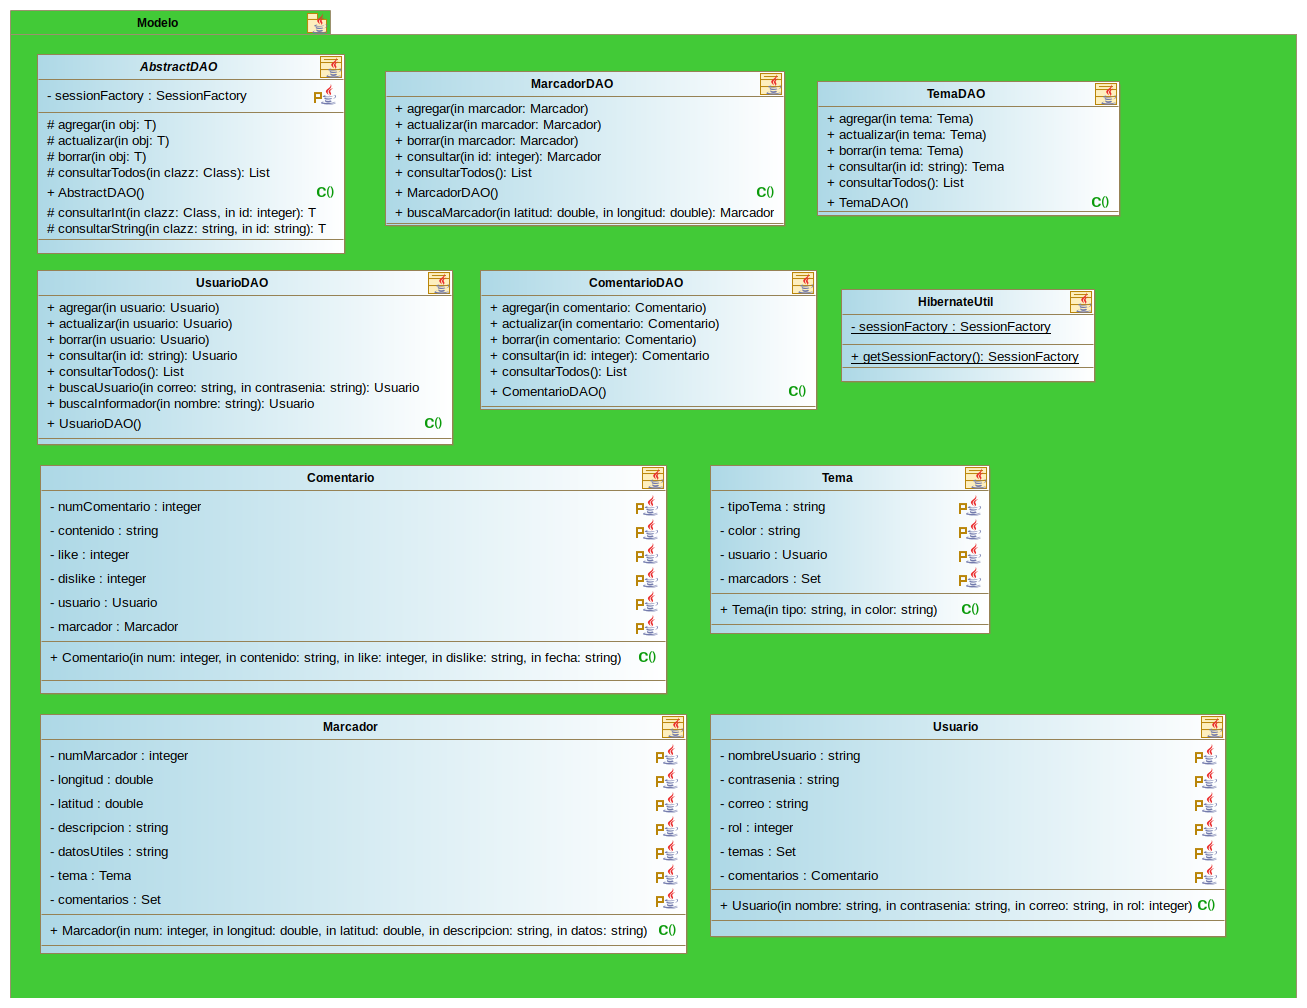 Modelo
AbstractDAO
- sessionFactory : SessionFactory
# agregar(in obj: T)
# actualizar(in obj: T)
# borrar(in obj: T)
# consultarTodos(in clazz: Class): List
+ AbstractDAO() C()
# consultarInt(in clazz: Class, in id: integer): T
# consultarString(in clazz: string, in id: string): T
MarcadorDAO
+ agregar(in marcador: Marcador)
+ actualizar(in marcador: Marcador)
+ borrar(in marcador: Marcador)
+ consultar(in id: integer): Marcador
+ consultarTodos(): List
+ MarcadorDAO() C()
+ buscaMarcador(in latitud: double, in longitud: double): Marcador
TemaDAO
+ agregar(in tema: Tema)
+ actualizar(in tema: Tema)
+ borrar(in tema: Tema)
+ consultar(in id: string): Tema
+ consultarTodos(): List
+ TemaDAO() C()
UsuarioDAO
+ agregar(in usuario: Usuario)
+ actualizar(in usuario: Usuario)
+ borrar(in usuario: Usuario)
+ consultar(in id: string): Usuario
+ consultarTodos(): List
+ buscaUsuario(in correo: string, in contrasenia: string): Usuario
+ buscaInformador(in nombre: string): Usuario
+ UsuarioDAO() C()
ComentarioDAO
+ agregar(in comentario: Comentario)
+ actualizar(in comentario: Comentario)
+ borrar(in comentario: Comentario)
+ consultar(in id: integer): Comentario
+ consultarTodos(): List
+ ComentarioDAO() C()
HibernateUtil
- sessionFactory : SessionFactory
+ getSessionFactory(): SessionFactory
Comentario
- numComentario : integer P
- contenido : string P
- like : integer P
- dislike : integer P
- usuario : Usuario P
- marcador : Marcador P
+ Comentario(in num: integer, in contenido: string, in like: integer, in dislike: string, in fecha: string) C()
Tema
- tipoTema : string P
- color : string P
- usuario : Usuario P
- marcadors : Set P
+ Tema(in tipo: string, in color: string) C()
Marcador
- numMarcador : integer P
- longitud : double P
- latitud : double P
- descripcion : string P
- datosUtiles : string P
- tema : Tema P
- comentarios : Set P
+ Marcador(in num: integer, in longitud: double, in latitud: double, in descripcion: string, in datos: string) C()
Usuario
- nombreUsuario : string P
- contrasenia : string P
- correo : string P
- rol : integer P
- temas : Set P
- comentarios : Comentario P
+ Usuario(in nombre: string, in contrasenia: string, in correo: string, in rol: integer) C()